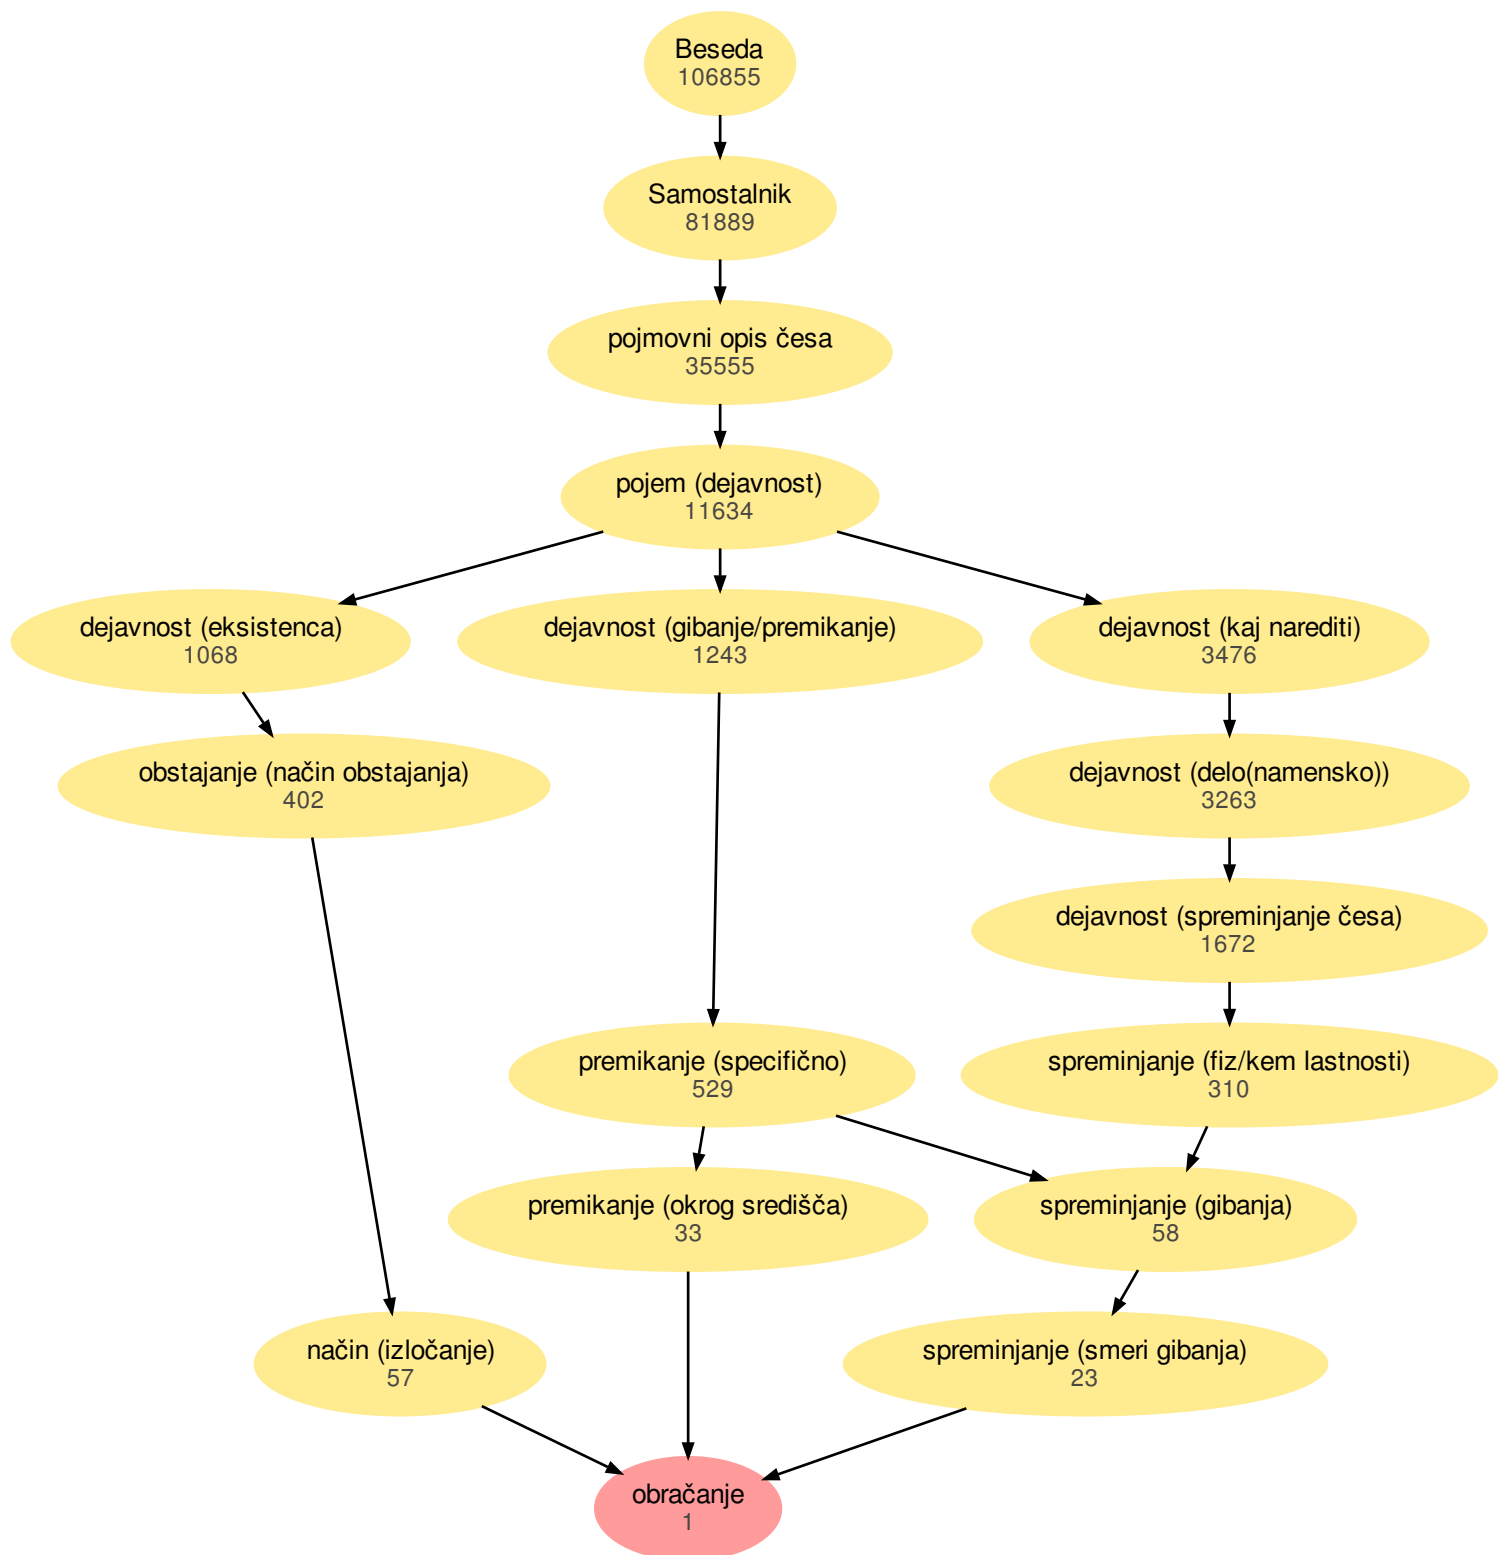 Beseda
106855
Samostalnik
81889
pojmovni opis česa
35555
pojem (dejavnost)
11634
dejavnost (eksistenca)
1068
dejavnost (gibanje/premikanje)
1243
dejavnost (kaj narediti)
3476
obstajanje (način obstajanja)
402
dejavnost (delo(namensko))
3263
dejavnost (spreminjanje česa)
1672
premikanje (specifično)
529
spreminjanje (fiz/kem lastnosti)
310
premikanje (okrog središča)
33
spreminjanje (gibanja)
58
način (izločanje)
57
spreminjanje (smeri gibanja)
23
obračanje
1